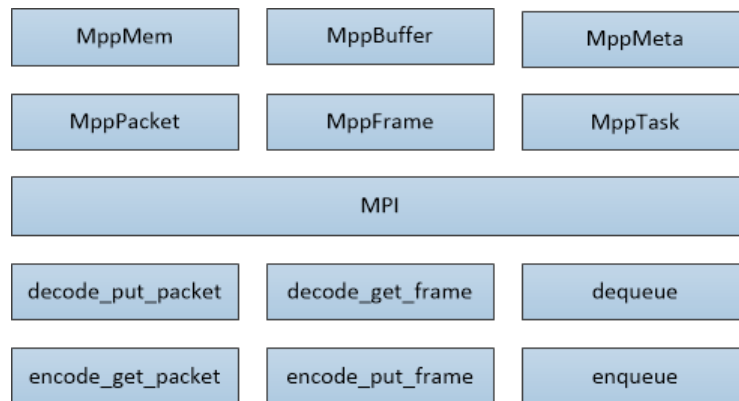 MppMem
MppBuffer
MppMeta
MppPacket
MppFrame
MppTask
MPI
decode_put_packet
decode_get_frame
dequeue
encode_get_packet
encode_put_frame
enqueue